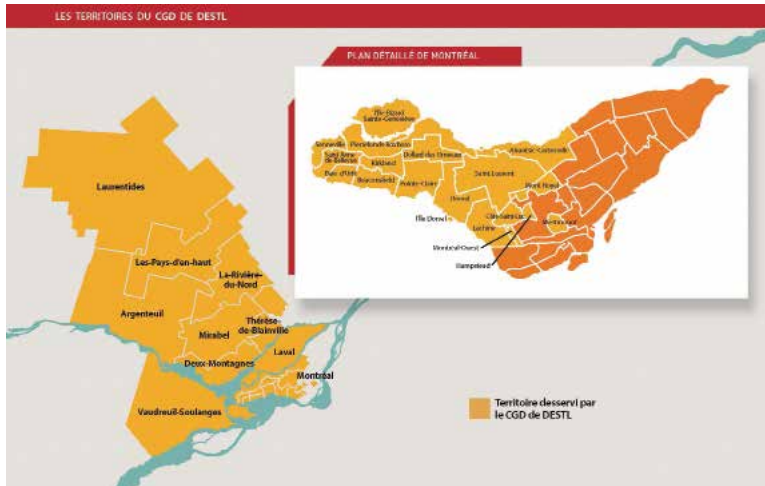 LES TERRITOIRES DU CGD DE DESTL
PLAN DÉTAILLÉ DE MONTRÉAL
L'Île-Bizard
Sainte-Geneviève
Senneville
Pierrefonds-Roxboro
Dollard des Ormeaux
Ahuntsic-Cartierville
Sainte-Anne
de-Bellevue
Kirkland
Saint Laurent
Baie-d'Urfé
Beaconsfield
Pointe-Claire
Mont Royal
Dorval
L'Île Dorval
Côte-Saint-Luc
Westmount
Lachine
Montréal-Ouest
Hampstead
Laurentides
Les-Pays-d'en-haut
La-Rivière-
du-Nord
Argenteuil
Mirabel
Thérèse-
de-Blainville
Laval
Deux-Montagnes
Montréal
Vaudreuil-Soulanges
Territoire desservi par
le CGD de DESTL